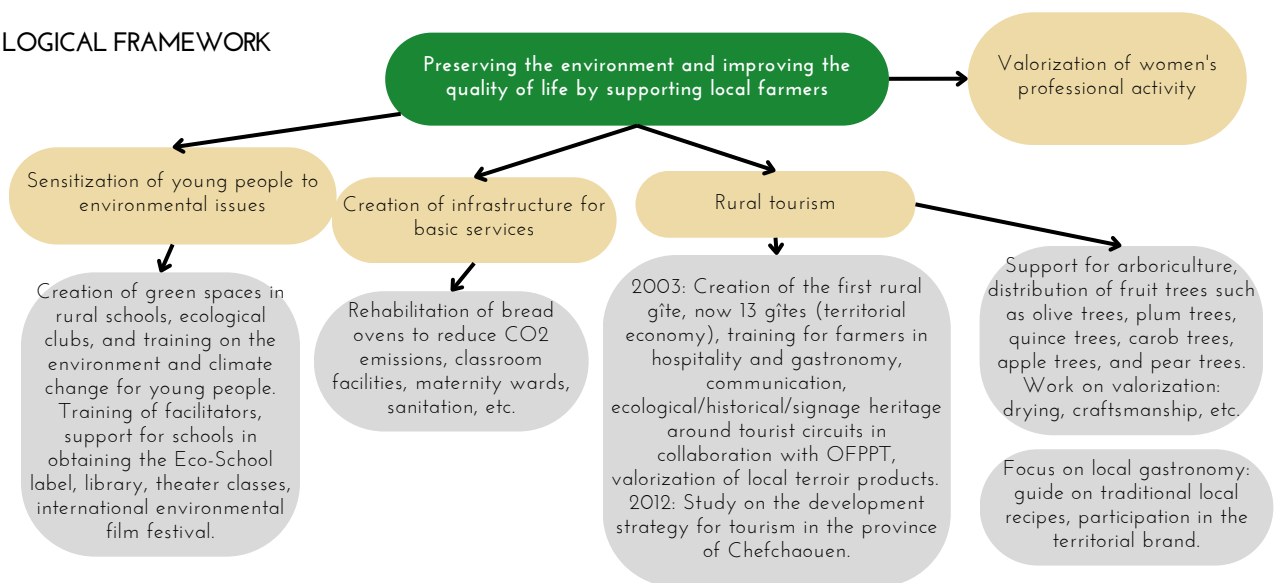 LOGICAL FRAMEWORK
Preserving the environment and improving the
quality of life by supporting local farmers
Valorization of women's
professional activity
Sensitization of young people to
environmental issues
Creation of infrastructure for
basic services
Rural tourism
Creation of green spaces in
rural schools, ecological
clubs, and training on the
environment and climate
change for young people.
Training of facilitators,
support for schools in
obtaining the Eco-School
label, library, theater classes,
international environmental
film festival.
Rehabilitation of bread
ovens to reduce CO2
emissions, classroom
facilities, maternity wards,
sanitation, etc.
2003: Creation of the first rural
gîte, now 13 gîtes (territorial
economy), training for farmers in
hospitality and gastronomy,
communication,
ecological/historical/signage heritage
around tourist circuits in
collaboration with OFPPT,
valorization of local terroir products.
2012: Study on the development
strategy for tourism in the province
of Chefchaouen.
Support for arboriculture,
distribution of fruit trees such
as olive trees, plum trees,
quince trees, carob trees,
apple trees, and pear trees.
Work on valorization:
drying, craftsmanship, etc.
Focus on local gastronomy:
guide on traditional local
recipes, participation in the
territorial brand.